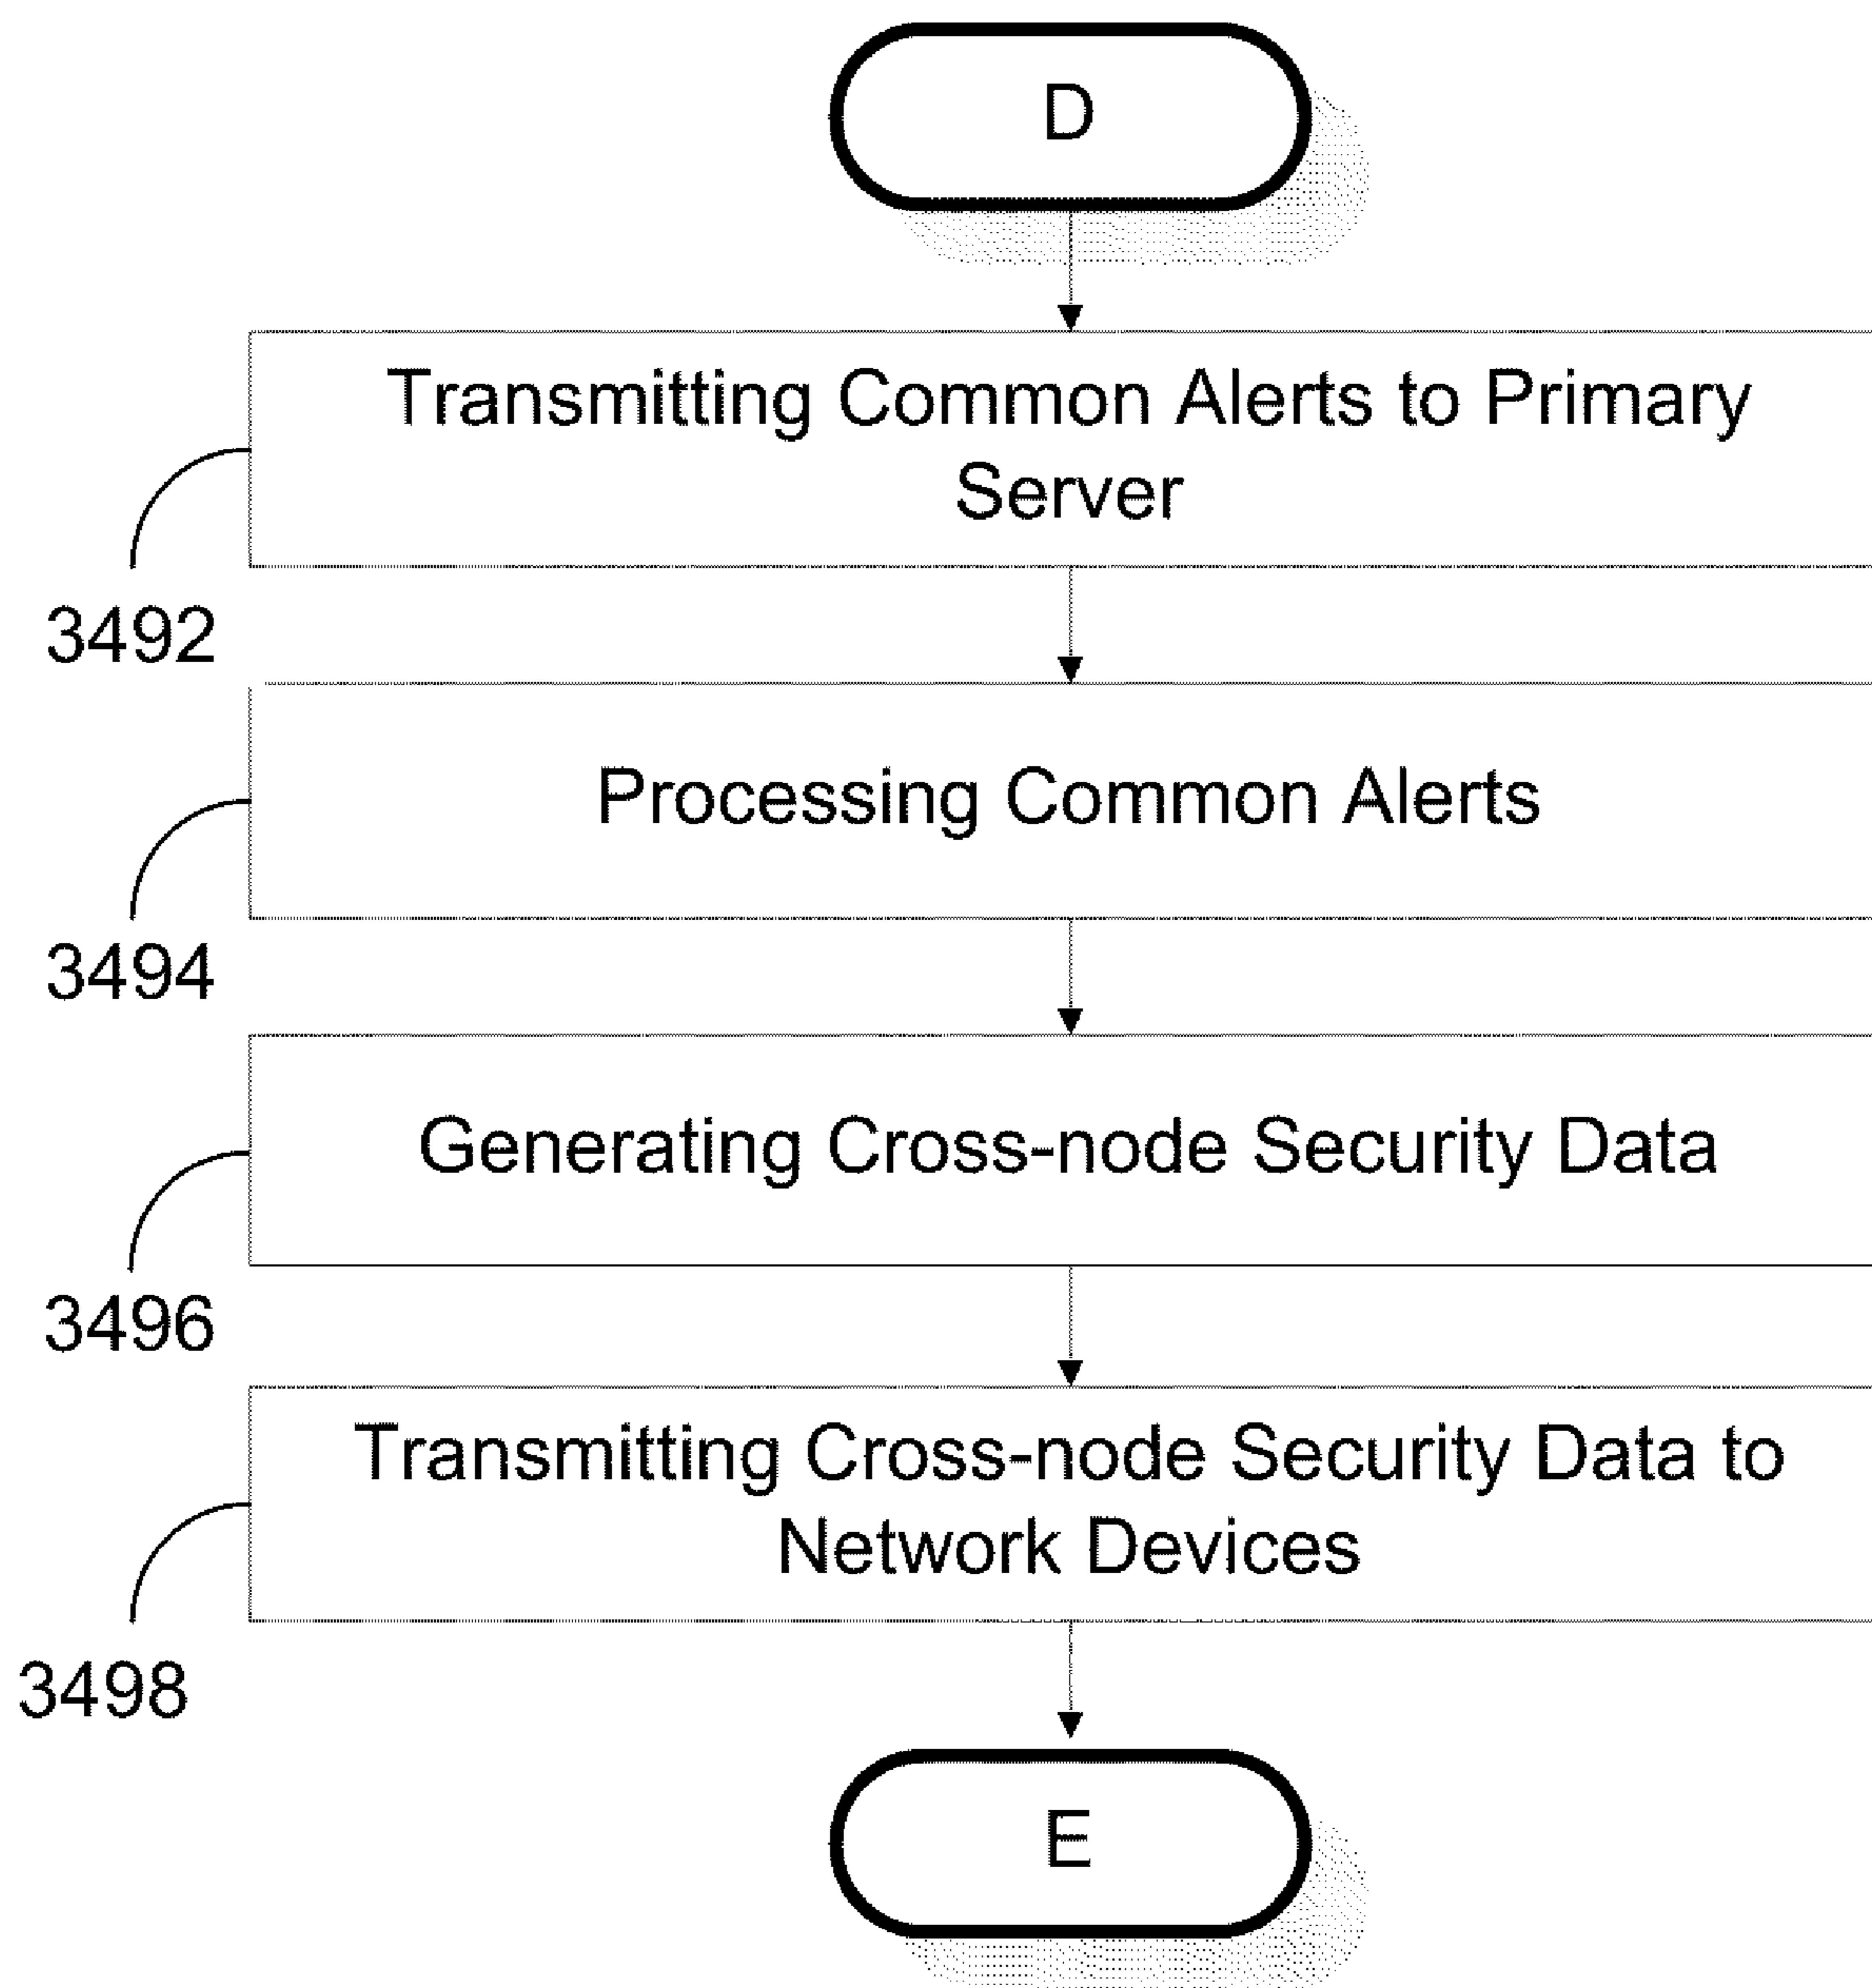 D
Transmitting Common Alerts to Primary
Server
3492
Processing Common Alerts
3494
Generating Cross-node Security Data
3496
Transmitting Cross-node Security Data to
Network Devices
3498
E